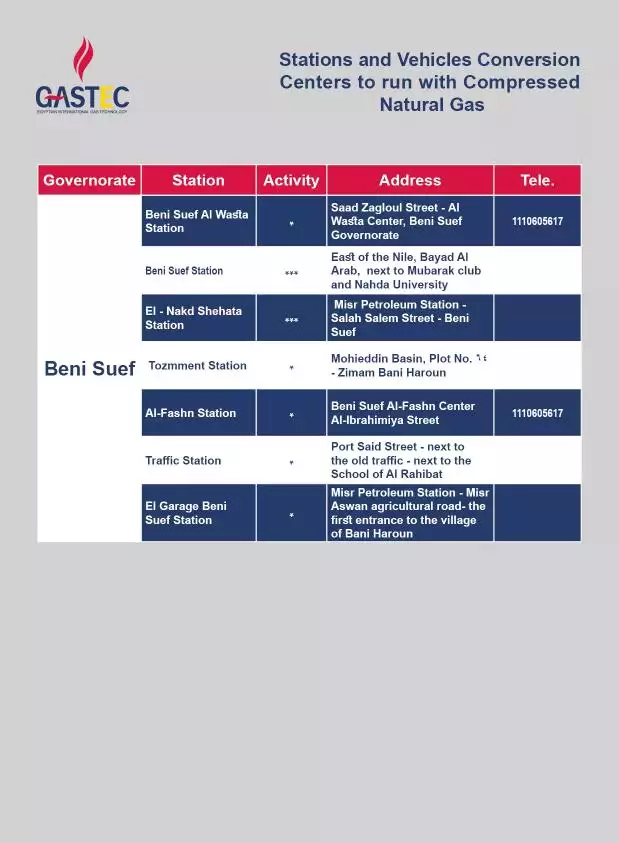 GASTEC
EGYPTIAN INTERNATIONAL GAS TECHNOLOGY
Stations and Vehicles Conversion
Centers to run with Compressed
Natural Gas
Governorate Station Activity Address Tele.
Beni Suef
Beni Suef Al Wasta
Station
*
Saad Zagloul Street - Al
Wasta Center, Beni Suef
Governorate
1110605617
Beni Suef Station
***
East of the Nile, Bayad Al
Arab, next to Mubarak club
and Nahda University
El - Nakd Shehata
Station
***
Misr Petroleum Station -
Salah Salem Street - Beni
Suef
Tozmment Station
*
Mohieddin Basin, Plot No.
- Zimam Bani Haroun
Al-Fashn Station
*
Beni Suef Al-Fashn Center
Al-Ibrahimiya Street
1110605617
Traffic Station
*
Port Said Street - next to
the old traffic - next to the
School of Al Rahibat
El Garage Beni
Suef Station
*
Misr Petroleum Station - Misr
Aswan agricultural road- the
first entrance to the village
of Bani Haroun